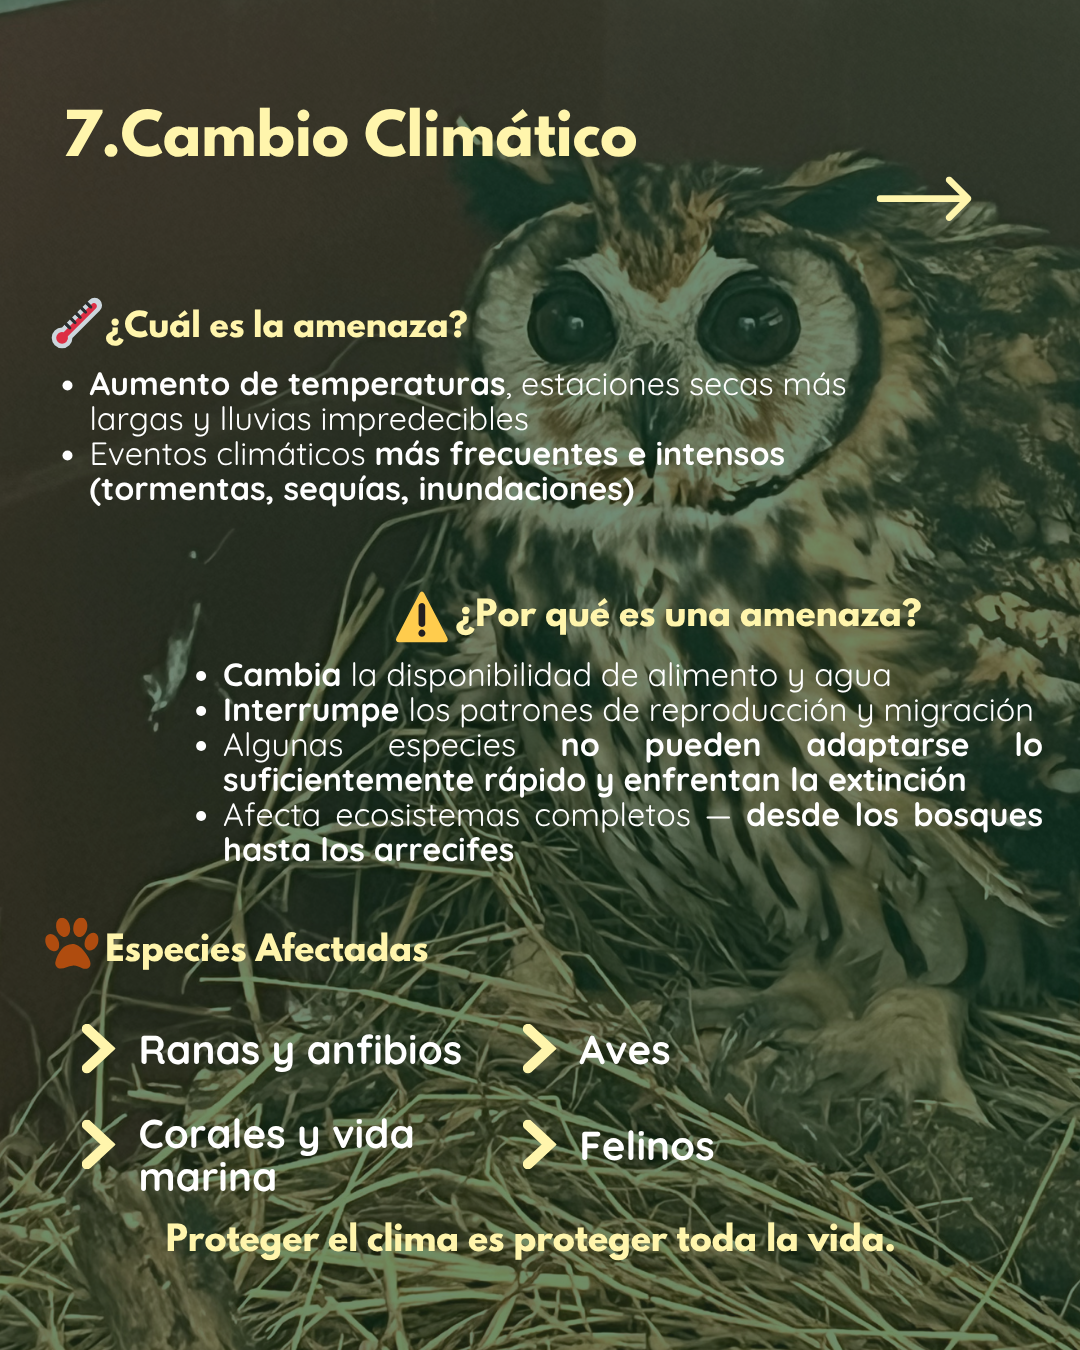 7.Cambio Climático
¿Cuál es la amenaza?
Aumento de temperaturas, estaciones secas más
largas y lluvias impredecibles
Eventos climáticos más frecuentes e intensos
(tormentas, sequías, inundaciones)
¿Por qué es una amenaza?
Cambia la disponibilidad de alimento y agua
Interrumpe los patrones de reproducción y migración
Algunas especies no pueden adaptarse lo
suficientemente rápido y enfrentan la extinción
Afecta ecosistemas completos — desde los bosques
hasta los arrecifes
Especies Afectadas
Ranas y anfibios
Aves
Corales y vida
marina
Felinos
Proteger el clima es proteger toda la vida.